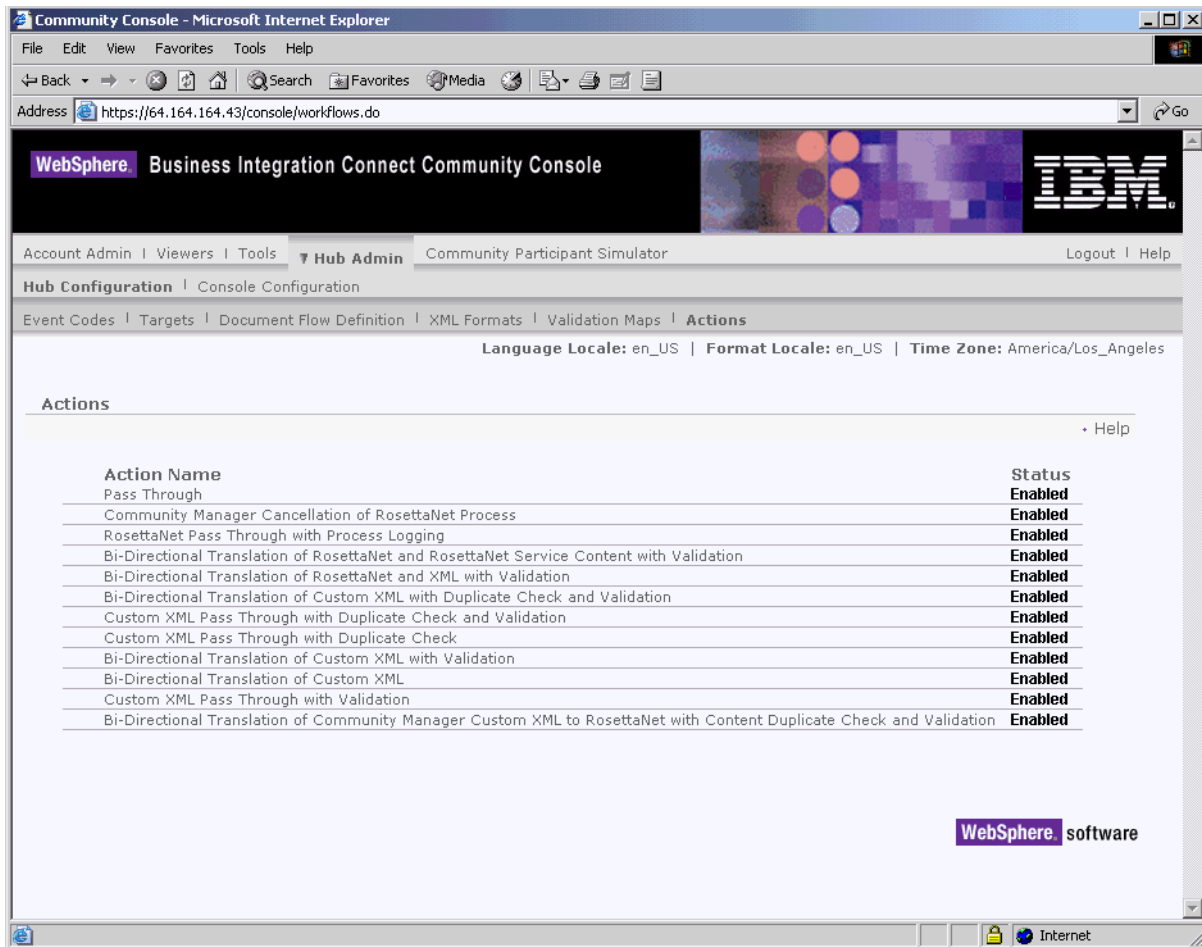 Community Console - Microsoft Internet Explorer
File Edit View Favorites Tools Help
Back Search Favorites Media
Address https://64.164.164.43/console/workflows.do Go
WebSphere. Business Integration Connect Community Console
IBM.
Account Admin | Viewers | Tools Hub Admin Community Participant Simulator Logout | Help
Hub Configuration | Console Configuration
Event Codes | Targets | Document Flow Definition | XML Formats | Validation Maps | Actions
Language Locale: en_US | Format Locale: en_US | Time Zone: America/Los_Angeles
Actions
Help
Action Name Status
Pass Through Enabled
Community Manager Cancellation of RosettaNet Process Enabled
RosettaNet Pass Through with Process Logging Enabled
Bi-Directional Translation of RosettaNet and RosettaNet Service Content with Validation Enabled
Bi-Directional Translation of RosettaNet and XML with Validation Enabled
Bi-Directional Translation of Custom XML with Duplicate Check and Validation Enabled
Custom XML Pass Through with Duplicate Check and Validation Enabled
Custom XML Pass Through with Duplicate Check Enabled
Bi-Directional Translation of Custom XML with Validation Enabled
Bi-Directional Translation of Custom XML Enabled
Custom XML Pass Through with Validation Enabled
Bi-Directional Translation of Community Manager Custom XML to RosettaNet with Content Duplicate Check and Validation Enabled
WebSphere. software
Internet